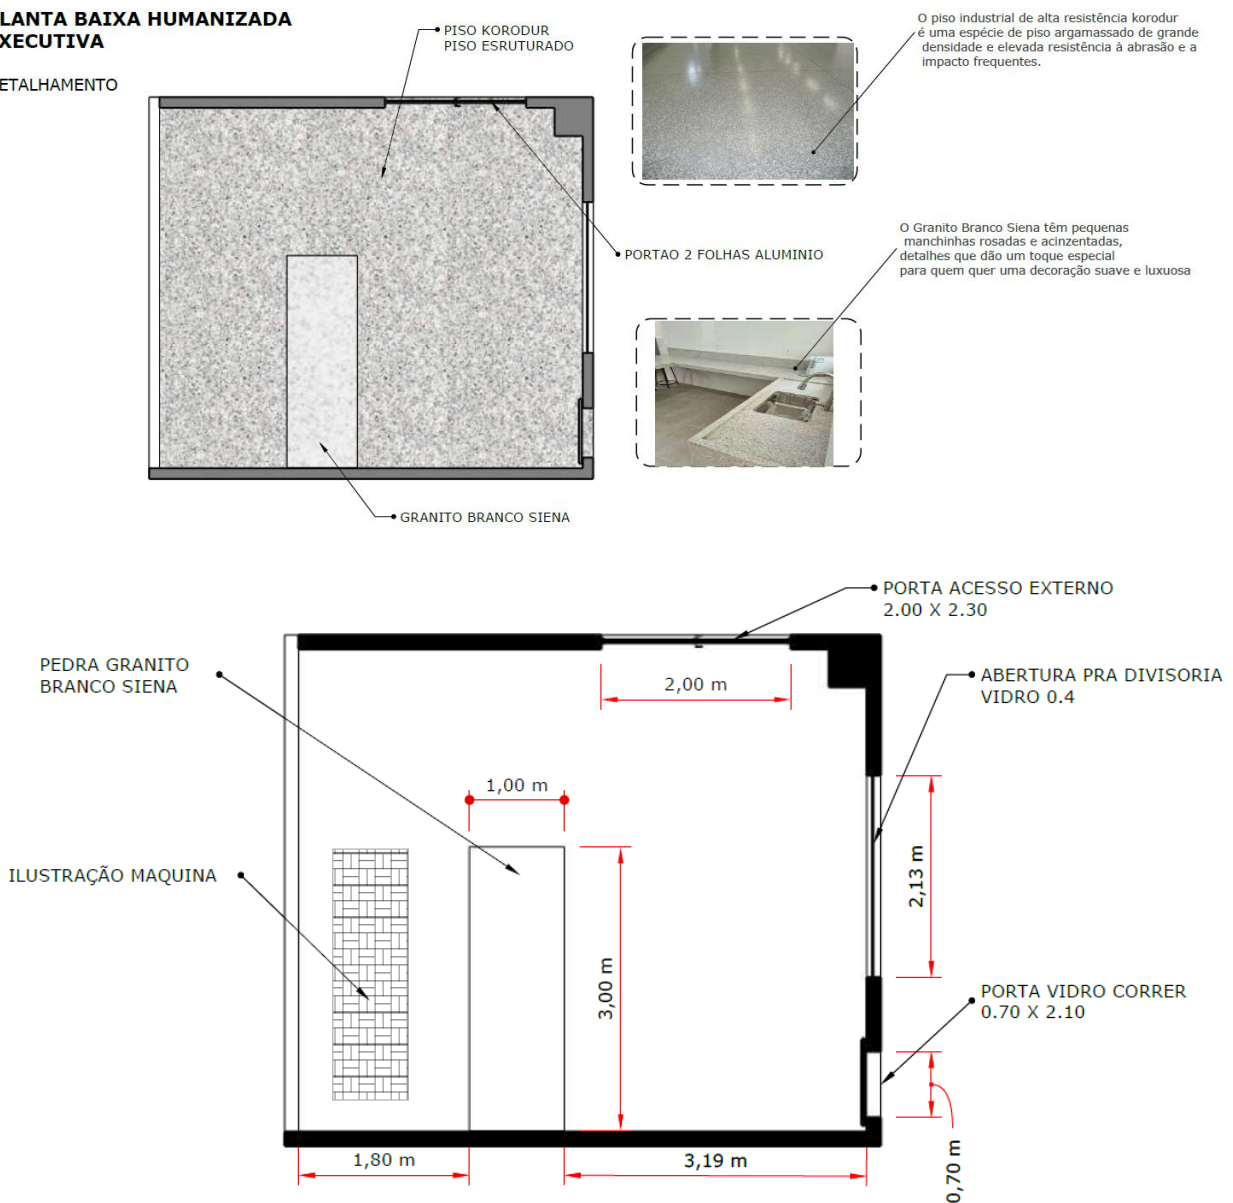 LANTA BAIXA HUMANIZADA
XECUTIVA
ETALHAMENTO
PISO KORODUR
PISO ESRUTURADO
O piso industrial de alta resistência korodur
é uma espécie de piso argamassado de grande
densidade e elevada resistência à abrasão e a
impacto frequentes.
PORTAO 2 FOLHAS ALUMINIO
O Granito Branco Siena têm pequenas
manchinhas rosadas e acinzentadas,
detalhes que dão um toque especial
para quem quer uma decoração suave e luxuosa
GRANITO BRANCO SIENA
PORTA ACESSO EXTERNO
2.00 X 2.30
PEDRA GRANITO
BRANCO SIENA
2,00 m
ABERTURA PRA DIVISORIA
VIDRO 0.4
1,00 m
ILUSTRAÇÃO MAQUINA
2,13 m
3,00 m
PORTA VIDRO CORRER
0.70 X 2.10
1,80 m
3,19 m
0,70 m